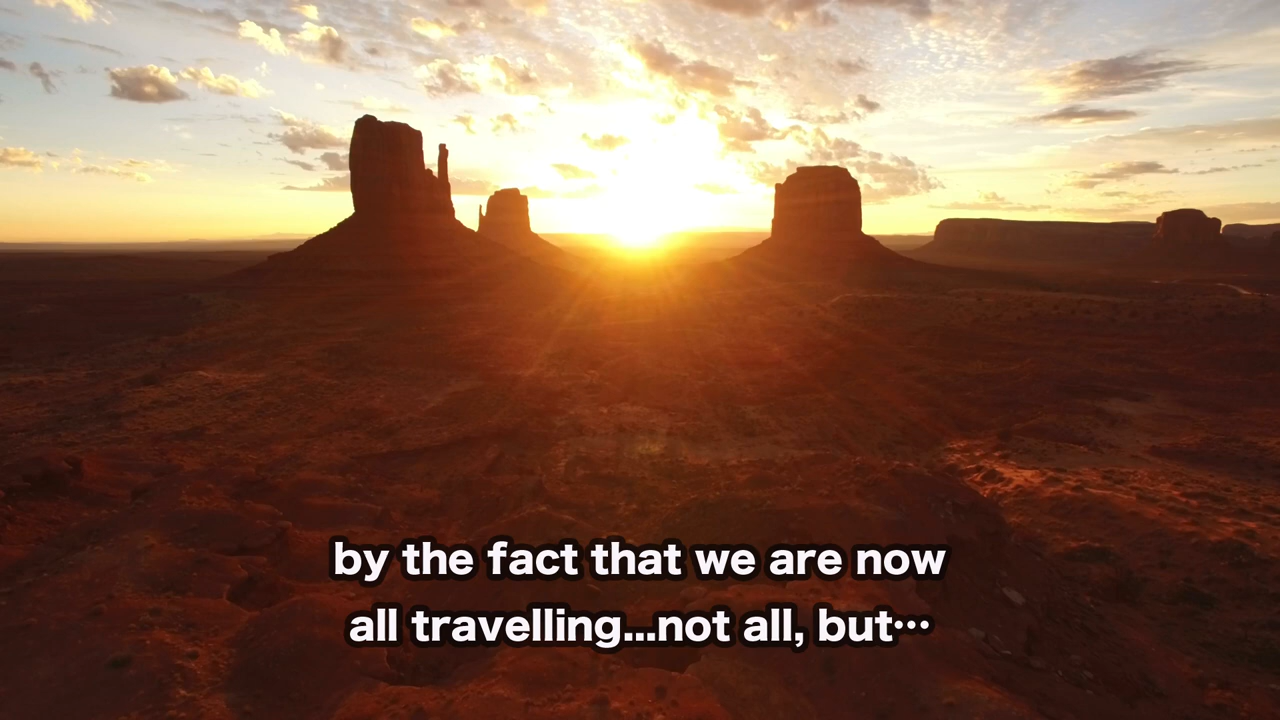 by the fact that we are now
all travelling...not all, but⋯